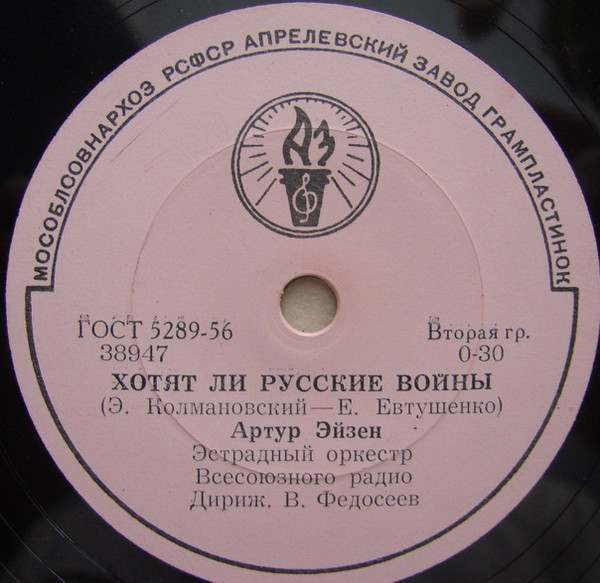 МОСОБЛСОВНАРХОЗ РСФСР АПРЕЛЕВСКИЙ ЗАВОД ГРАМПЛАСТИНОК
АЗ
ГОСТ 5289-56
Вторая гр.
38947
0-30
ХОТЯТ ЛИ РУССКИЕ ВОЙНЫ
(Э. Колмановский—Е. Евтушенко)
Артур Эйзен
Эстрадный оркестр
Всесоюзного радио
Дириж. В. Федосеев